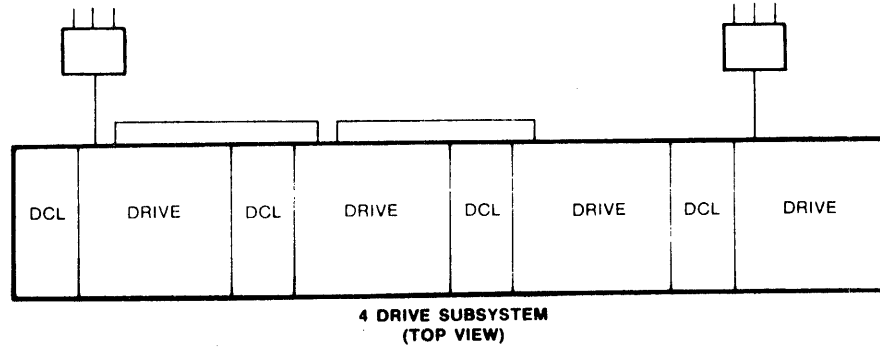 DCL DRIVE DCL DRIVE DCL DRIVE DCL DRIVE
4 DRIVE SUBSYSTEM
(TOP VIEW)